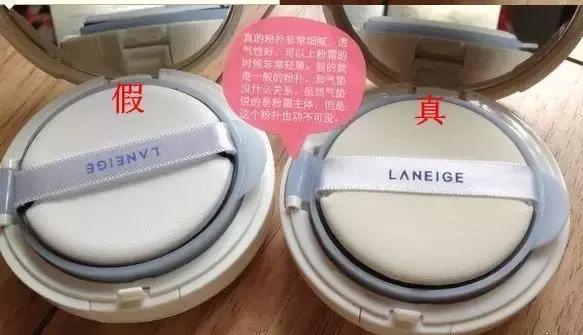 真的粉扑非常细腻，透
气性好，可以上粉霜的
时候非常轻薄。假的就
是一般的粉扑，和气垫
没什么关系。虽然气垫
说的是粉霜主体，但是
这个粉扑也功不可没。
假
真
LANEIGE
LANEIGE